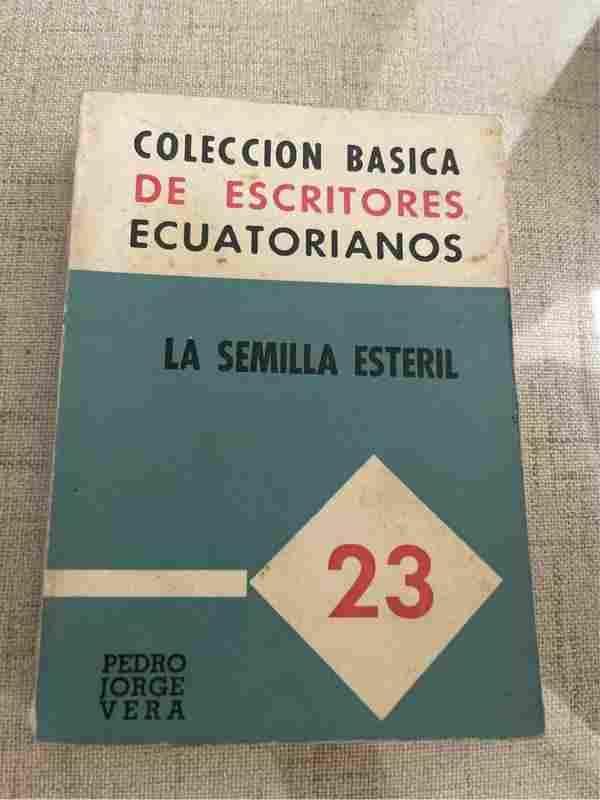 COLECCION BASICA
DE ESCRITORES
ECUATORIANOS
LA SEMILLA ESTERIL
23
PEDRO
JORGE
VERA